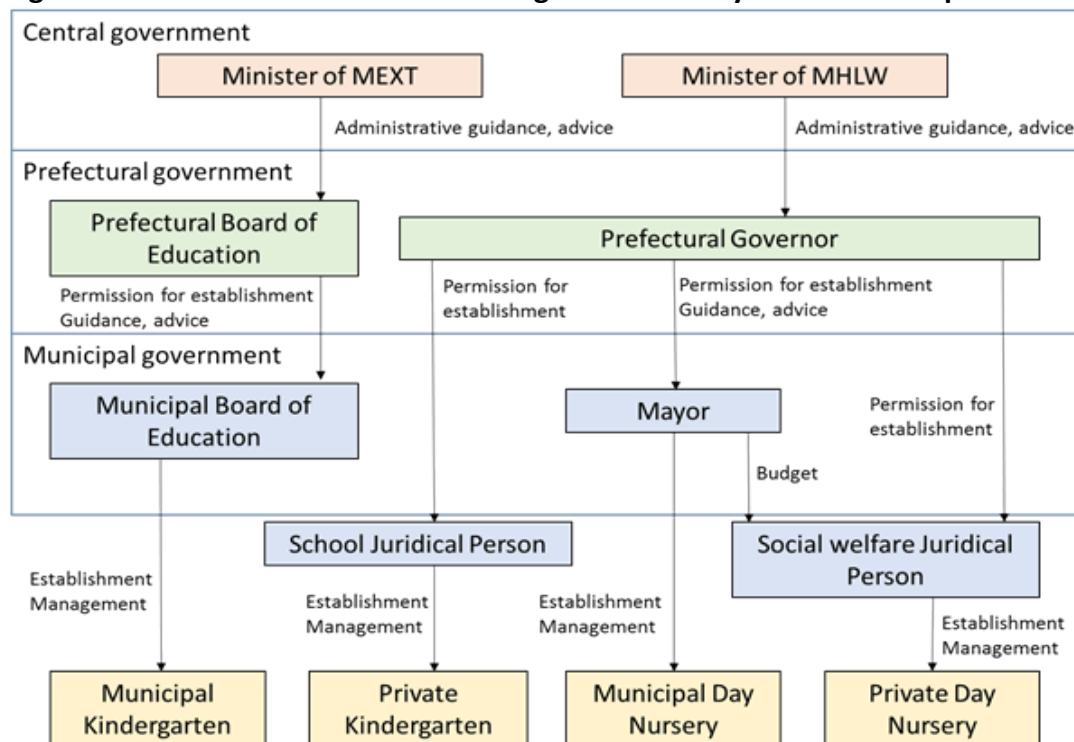 Central government
Minister of MEXT
Minister of MHLW
Administrative guidance, advice
Administrative guidance, advice
Prefectural government
Prefectural Board of
Education
Prefectural Governor
Permission for establishment
Guidance, advice
Permission for
establishment
Permission for establishment
Guidance, advice
Municipal government
Municipal Board of
Education
Mayor
Permission for
establishment
Budget
School Juridical Person
Social welfare Juridical
Person
Establishment
Management
Establishment
Management
Establishment
Management
Establishment
Management
Municipal
Kindergarten
Private
Kindergarten
Municipal Day
Nursery
Private Day
Nursery